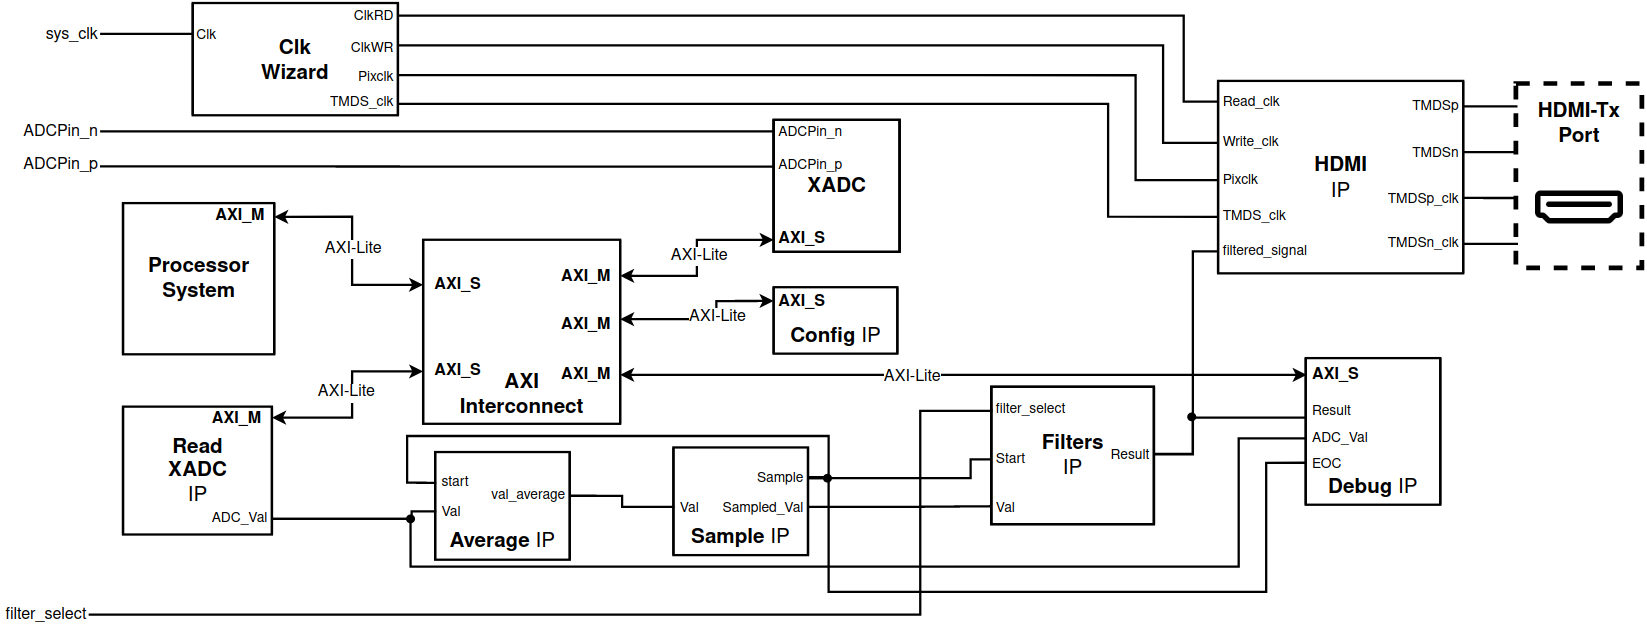 sys_clk
Clk
Clk
Wizard
ClkRD
ClkWR
Pixclk
TMDS_clk
ADCPin_n
ADCPin_p
ADCPin_n
ADCPin_p
XADC
AXI_S
Read_clk
Write_clk
Pixclk
TMDS_clk
filtered_signal
HDMI
IP
TMDSp
TMDSn
TMDSp_clk
TMDSn_clk
HDMI-Tx
Port
AXI_M
Processor
System
AXI-Lite
AXI_S
AXI_S
AXI
Interconnect
AXI_M
AXI_M
AXI_M
AXI-Lite
AXI-Lite
AXI_S
Config IP
AXI-Lite
AXI-Lite
AXI_M
Read
XADC
IP
ADC_Val
start
Val
val_average
Average IP
Val
Sample
Sampled_Val
Sample IP
filter_select
Start
Val
Filters
IP
Result
AXI_S
Result
ADC_Val
EOC
Debug IP
filter_select